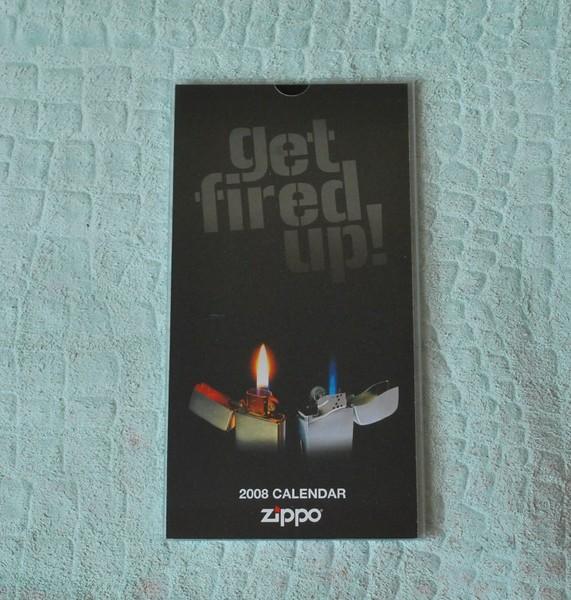 get
fired
up!
2008 CALENDAR
zippo